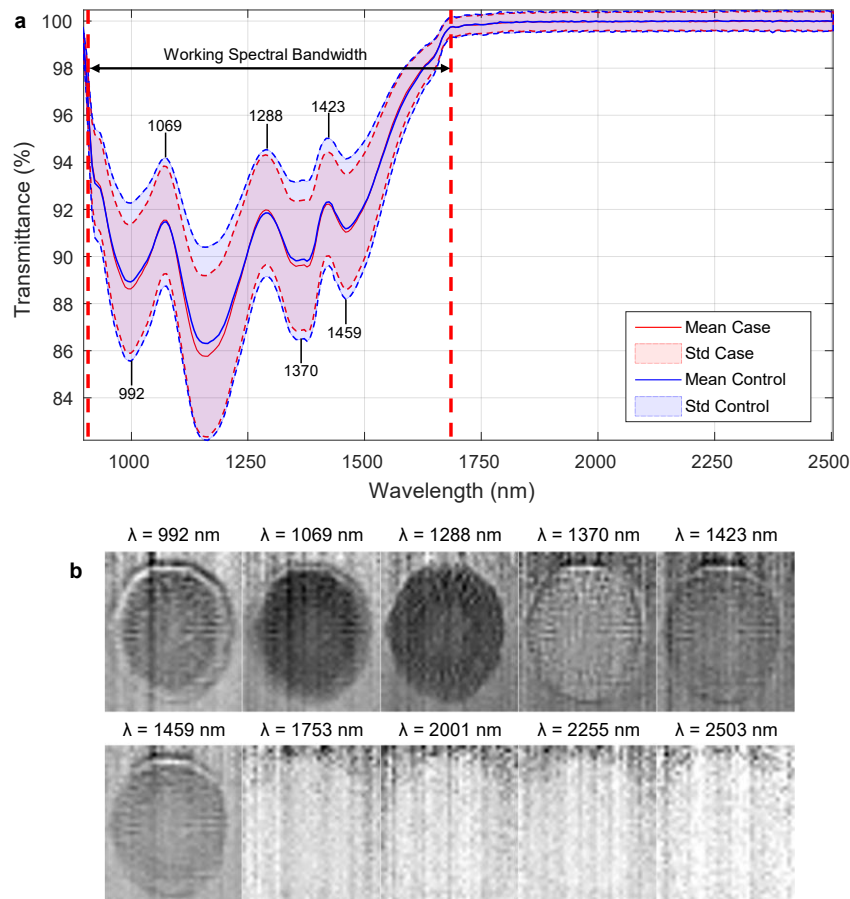 a
Working Spectral Bandwidth
1069
1288
1423
992
1370
1459
100
98
96
94
92
90
88
86
84
Transmittance (%)
Mean Case
Std Case
Mean Control
Std Control
1000 1250 1500 1750 2000 2250 2500
Wavelength (nm)
b
λ = 992 nm λ = 1069 nm λ = 1288 nm λ = 1370 nm λ = 1423 nm
λ = 1459 nm λ = 1753 nm λ = 2001 nm λ = 2255 nm λ = 2503 nm